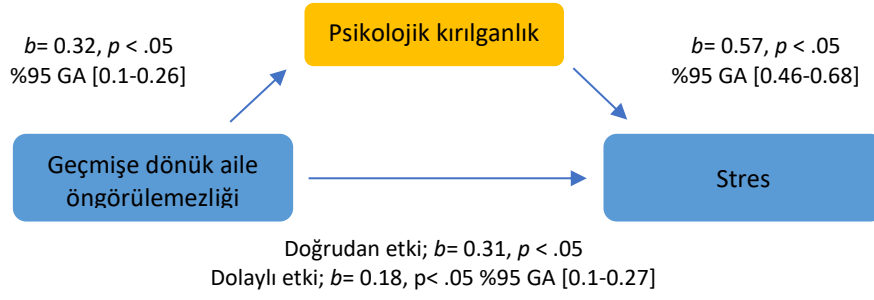 Psikolojik kırılganlık
b= 0.32, p < .05
%95 GA [0.1-0.26]
b= 0.57, p < .05
%95 GA [0.46-0.68]
Geçmişe dönük aile
öngörülemezliği
Stres
Doğrudan etki; b= 0.31, p < .05
Dolaylı etki; b= 0.18, p< .05 %95 GA [0.1-0.27]